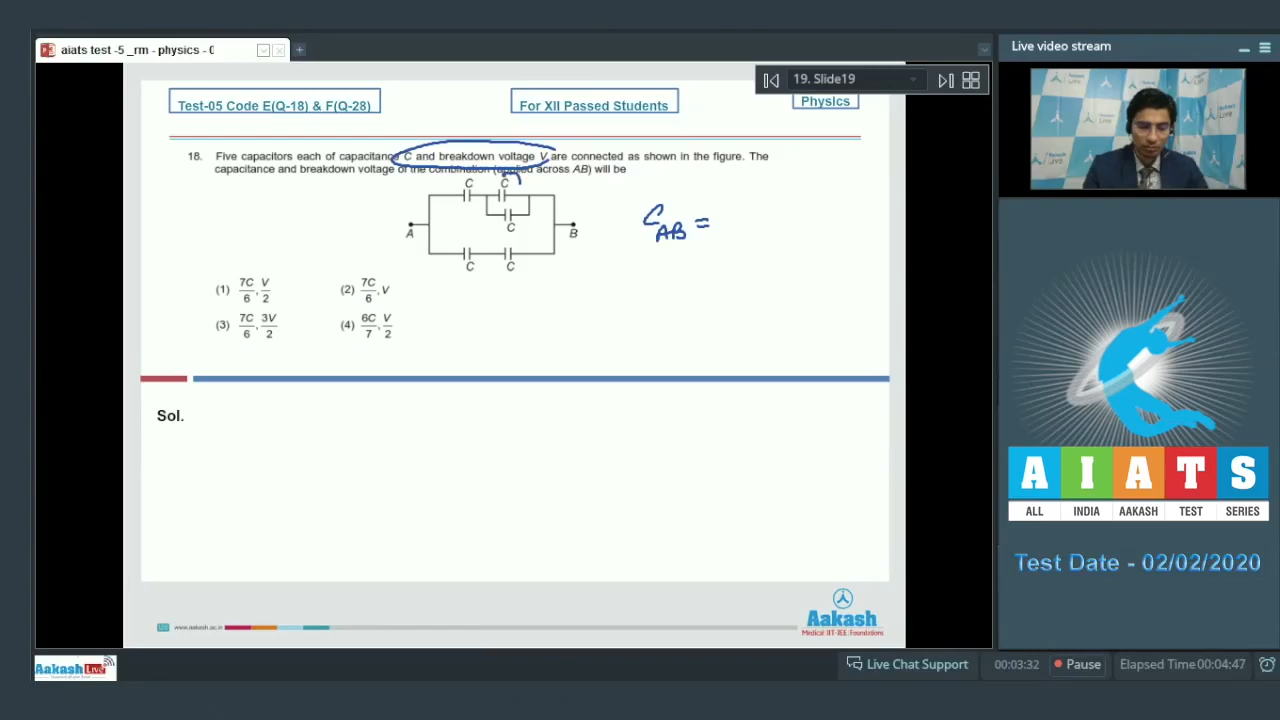 aiats test -5 _rm - physics - 0
Live video stream
19. Slide19
Test-05 Code E(Q-18) & F(Q-28)
For XII Passed Students
Physics
18. Five capacitors each of capacitance C and breakdown voltage V are connected as shown in the figure. The
capacitance and breakdown voltage of the combination (applied across AB) will be
C C
C
A B
C C
C_AB =
(1) 7C/6, V/2 (2) 7C/6, V
(3) 7C/6, 3V/2 (4) 6C/7, V/2
Sol.
www.aakash.ac.in
Aakash
Medical IIT-JEE Foundations
A I A T S
ALL INDIA AAKASH TEST SERIES
Test Date - 02/02/2020
Aakash Live
Live Chat Support
00:03:32
Pause
Elapsed Time 00:04:47